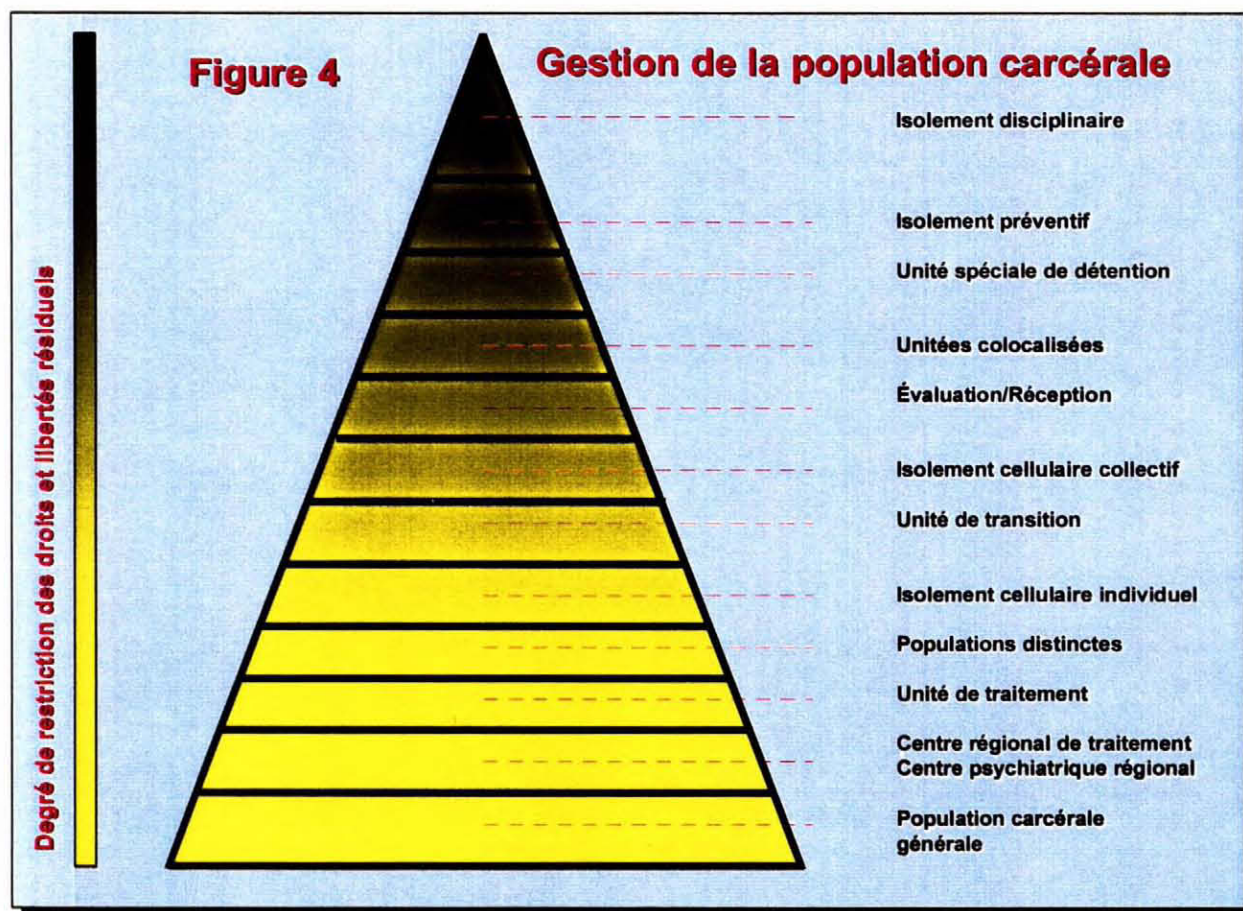 Figure 4
Gestion de la population carcérale
Degré de restriction des droits et libertés résiduels
Isolement disciplinaire
Isolement préventif
Unité spéciale de détention
Unitées colocalisées
Évaluation/Réception
Isolement cellulaire collectif
Unité de transition
Isolement cellulaire individuel
Populations distinctes
Unité de traitement
Centre régional de traitement
Centre psychiatrique régional
Population carcérale
générale